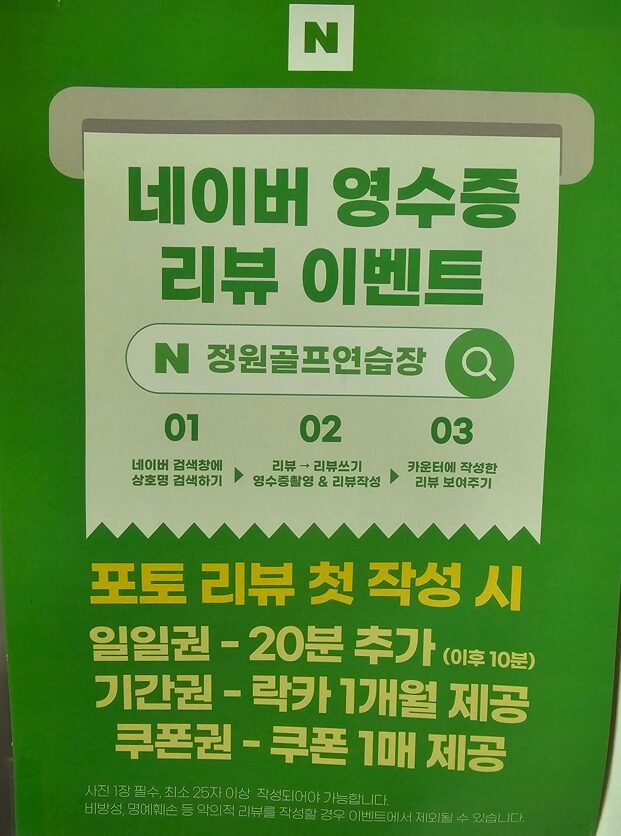 N
네이버 영수증
리뷰 이벤트
N 정원골프연습장
01
네이버 검색창에
상호명 검색하기
02
리뷰 → 리뷰쓰기
영수증촬영 & 리뷰작성
03
카운터에 작성한
리뷰 보여주기
포토 리뷰 첫 작성 시
일일권 - 20분 추가 (이후 10분)
기간권 - 락카 1개월 제공
쿠폰권 - 쿠폰 1매 제공
사진 1장 필수, 최소 25자 이상 작성되어야 가능합니다.
비방성, 명예훼손 등 악의적 리뷰를 작성할 경우 이벤트에서 제외될 수 있습니다.